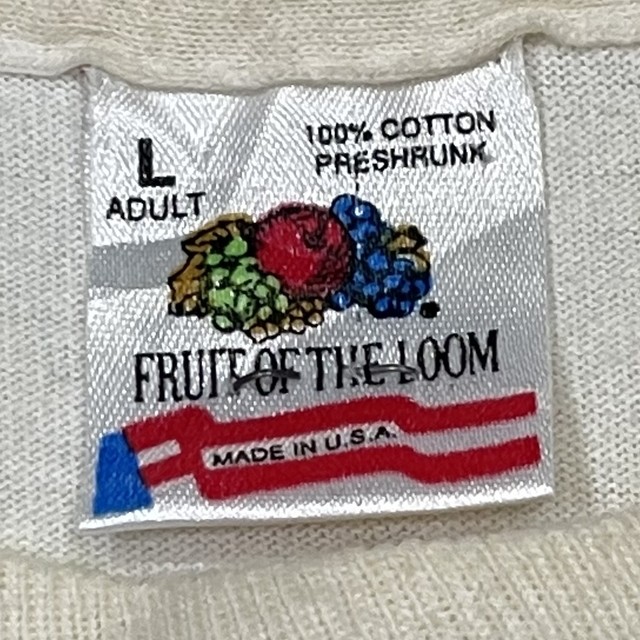 L
ADULT
100% COTTON
PRESHRUNK
FRUIT OF THE LOOM
MADE IN U.S.A.